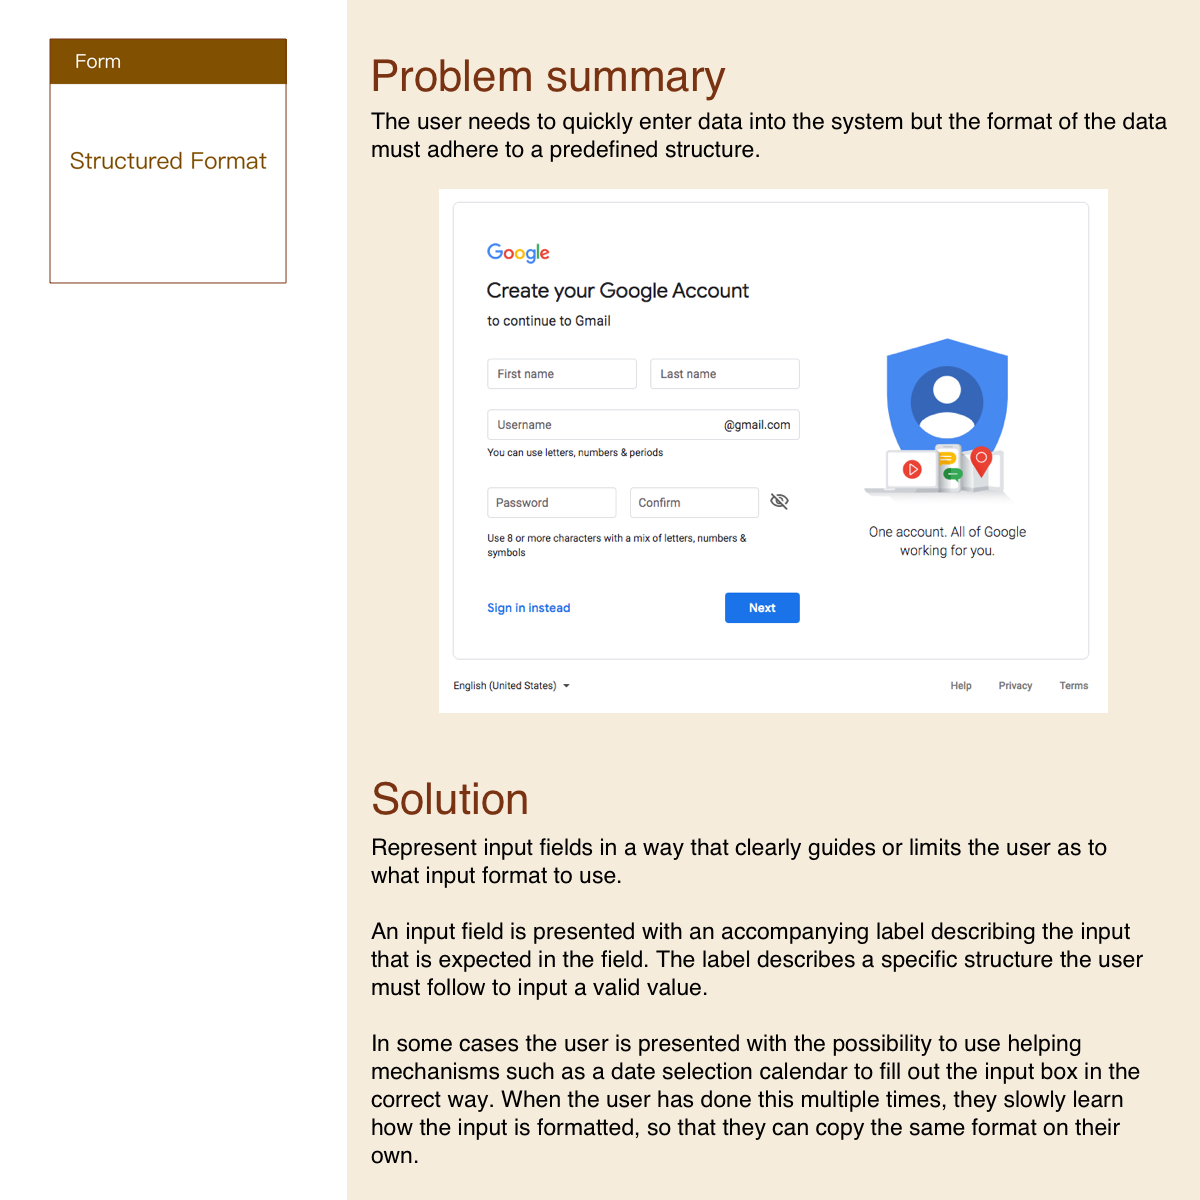 Form
Structured Format
Problem summary
The user needs to quickly enter data into the system but the format of the data
must adhere to a predefined structure.
Google
Create your Google Account
to continue to Gmail
First name
Last name
Username
@gmail.com
You can use letters, numbers & periods
Password
Confirm
Use 8 or more characters with a mix of letters, numbers &
symbols
Sign in instead
Next
One account. All of Google
working for you.
English (United States)
Help
Privacy
Terms
Solution
Represent input fields in a way that clearly guides or limits the user as to
what input format to use.
An input field is presented with an accompanying label describing the input
that is expected in the field. The label describes a specific structure the user
must follow to input a valid value.
In some cases the user is presented with the possibility to use helping
mechanisms such as a date selection calendar to fill out the input box in the
correct way. When the user has done this multiple times, they slowly learn
how the input is formatted, so that they can copy the same format on their
own.